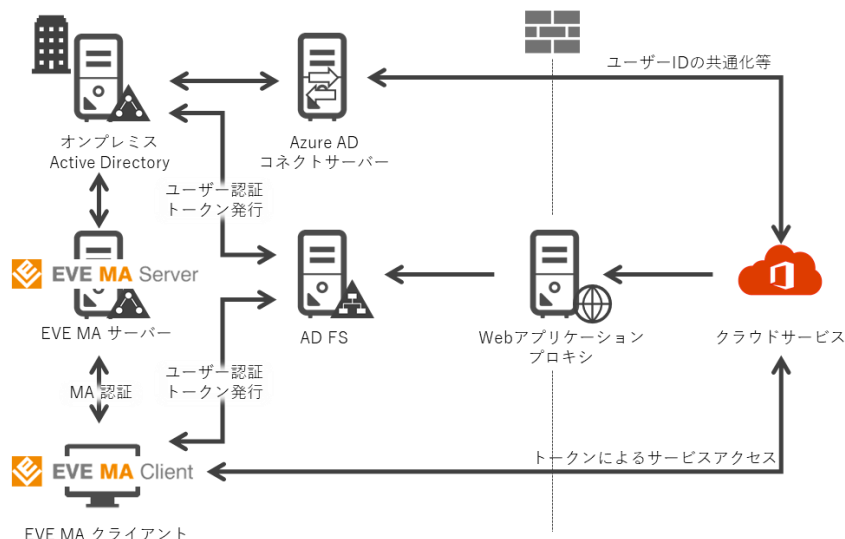 ユーザーIDの共通化等
オンプレミス
Active Directory
Azure AD
コネクトサーバー
ユーザー認証
トークン発行
EVE MA Server
EVE MA サーバー
AD FS
Webアプリケーション
プロキシ
クラウドサービス
ユーザー認証
トークン発行
MA 認証
トークンによるサービスアクセス
EVE MA Client
EVE MA クライアント